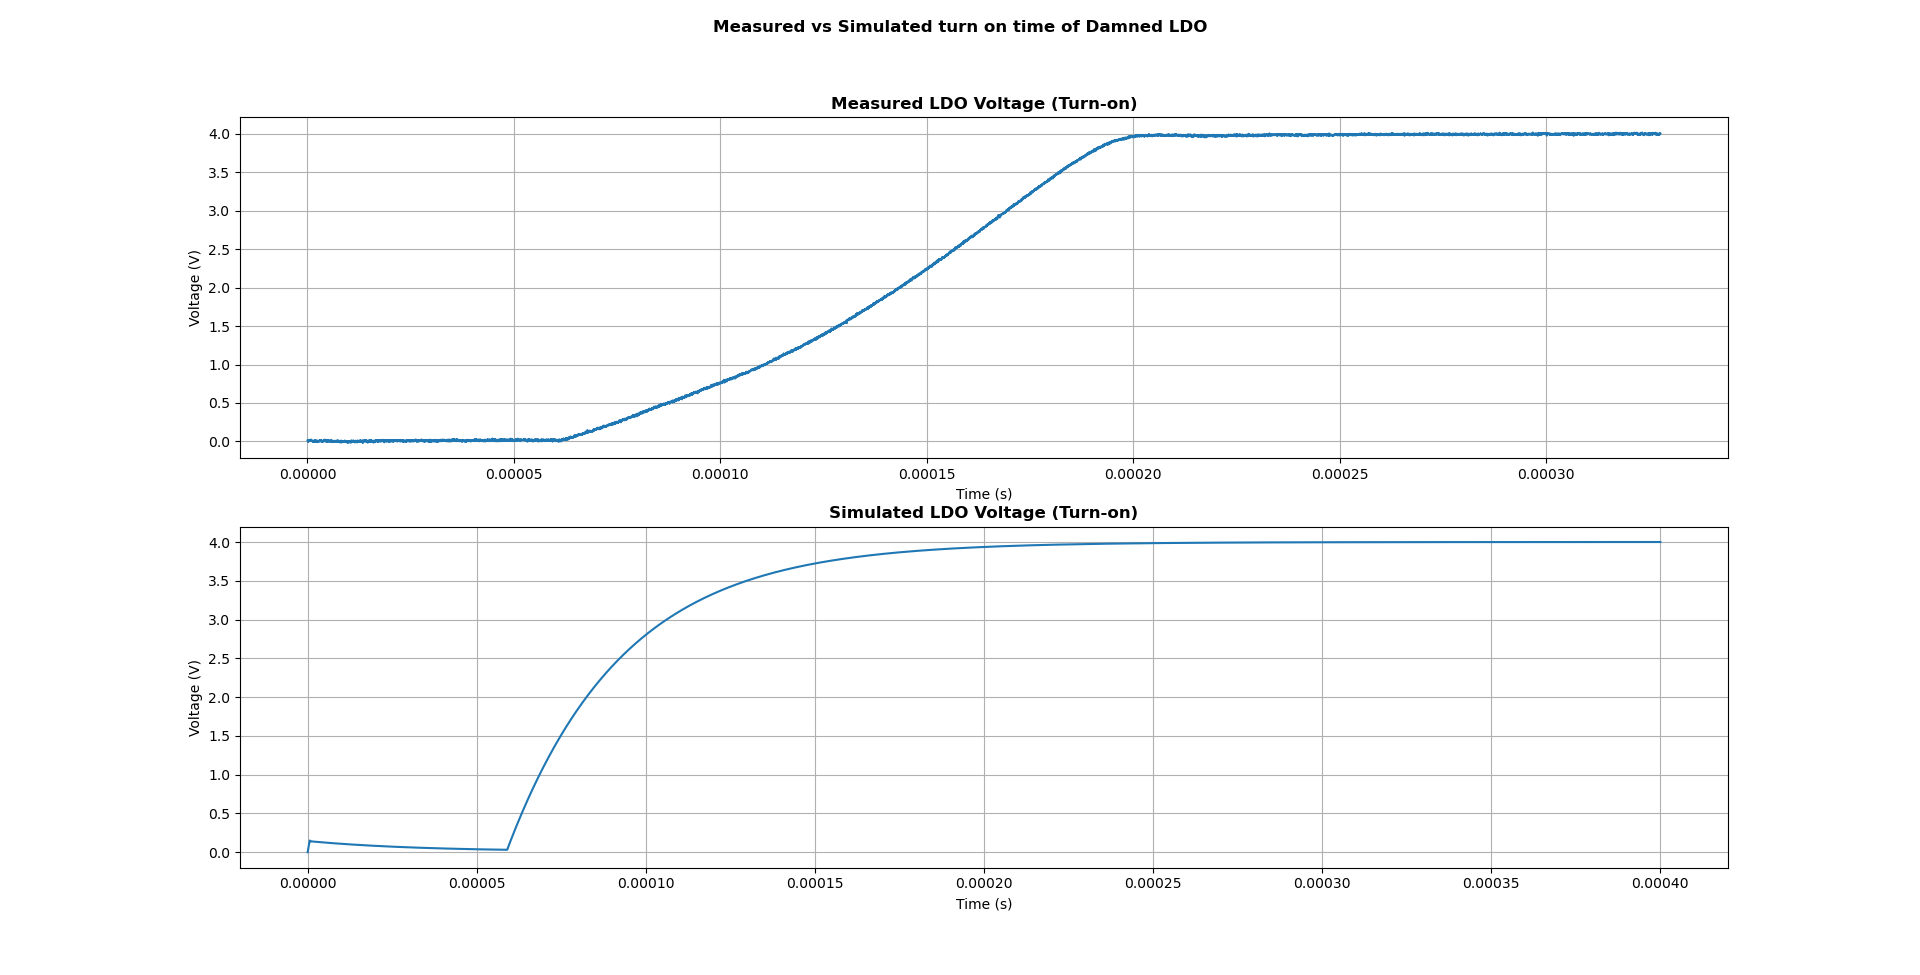 Measured vs Simulated turn on time of Damned LDO
Measured LDO Voltage (Turn-on)
Voltage (V)
4.0
3.5
3.0
2.5
2.0
1.5
1.0
0.5
0.0
0.00000 0.00005 0.00010 0.00015 0.00020 0.00025 0.00030
Time (s)
Simulated LDO Voltage (Turn-on)
Voltage (V)
4.0
3.5
3.0
2.5
2.0
1.5
1.0
0.5
0.0
0.00000 0.00005 0.00010 0.00015 0.00020 0.00025 0.00030 0.00035 0.00040
Time (s)